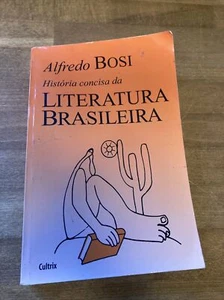 Alfredo BOSI
História concisa da
LITERATURA
BRASILEIRA
Cultrix